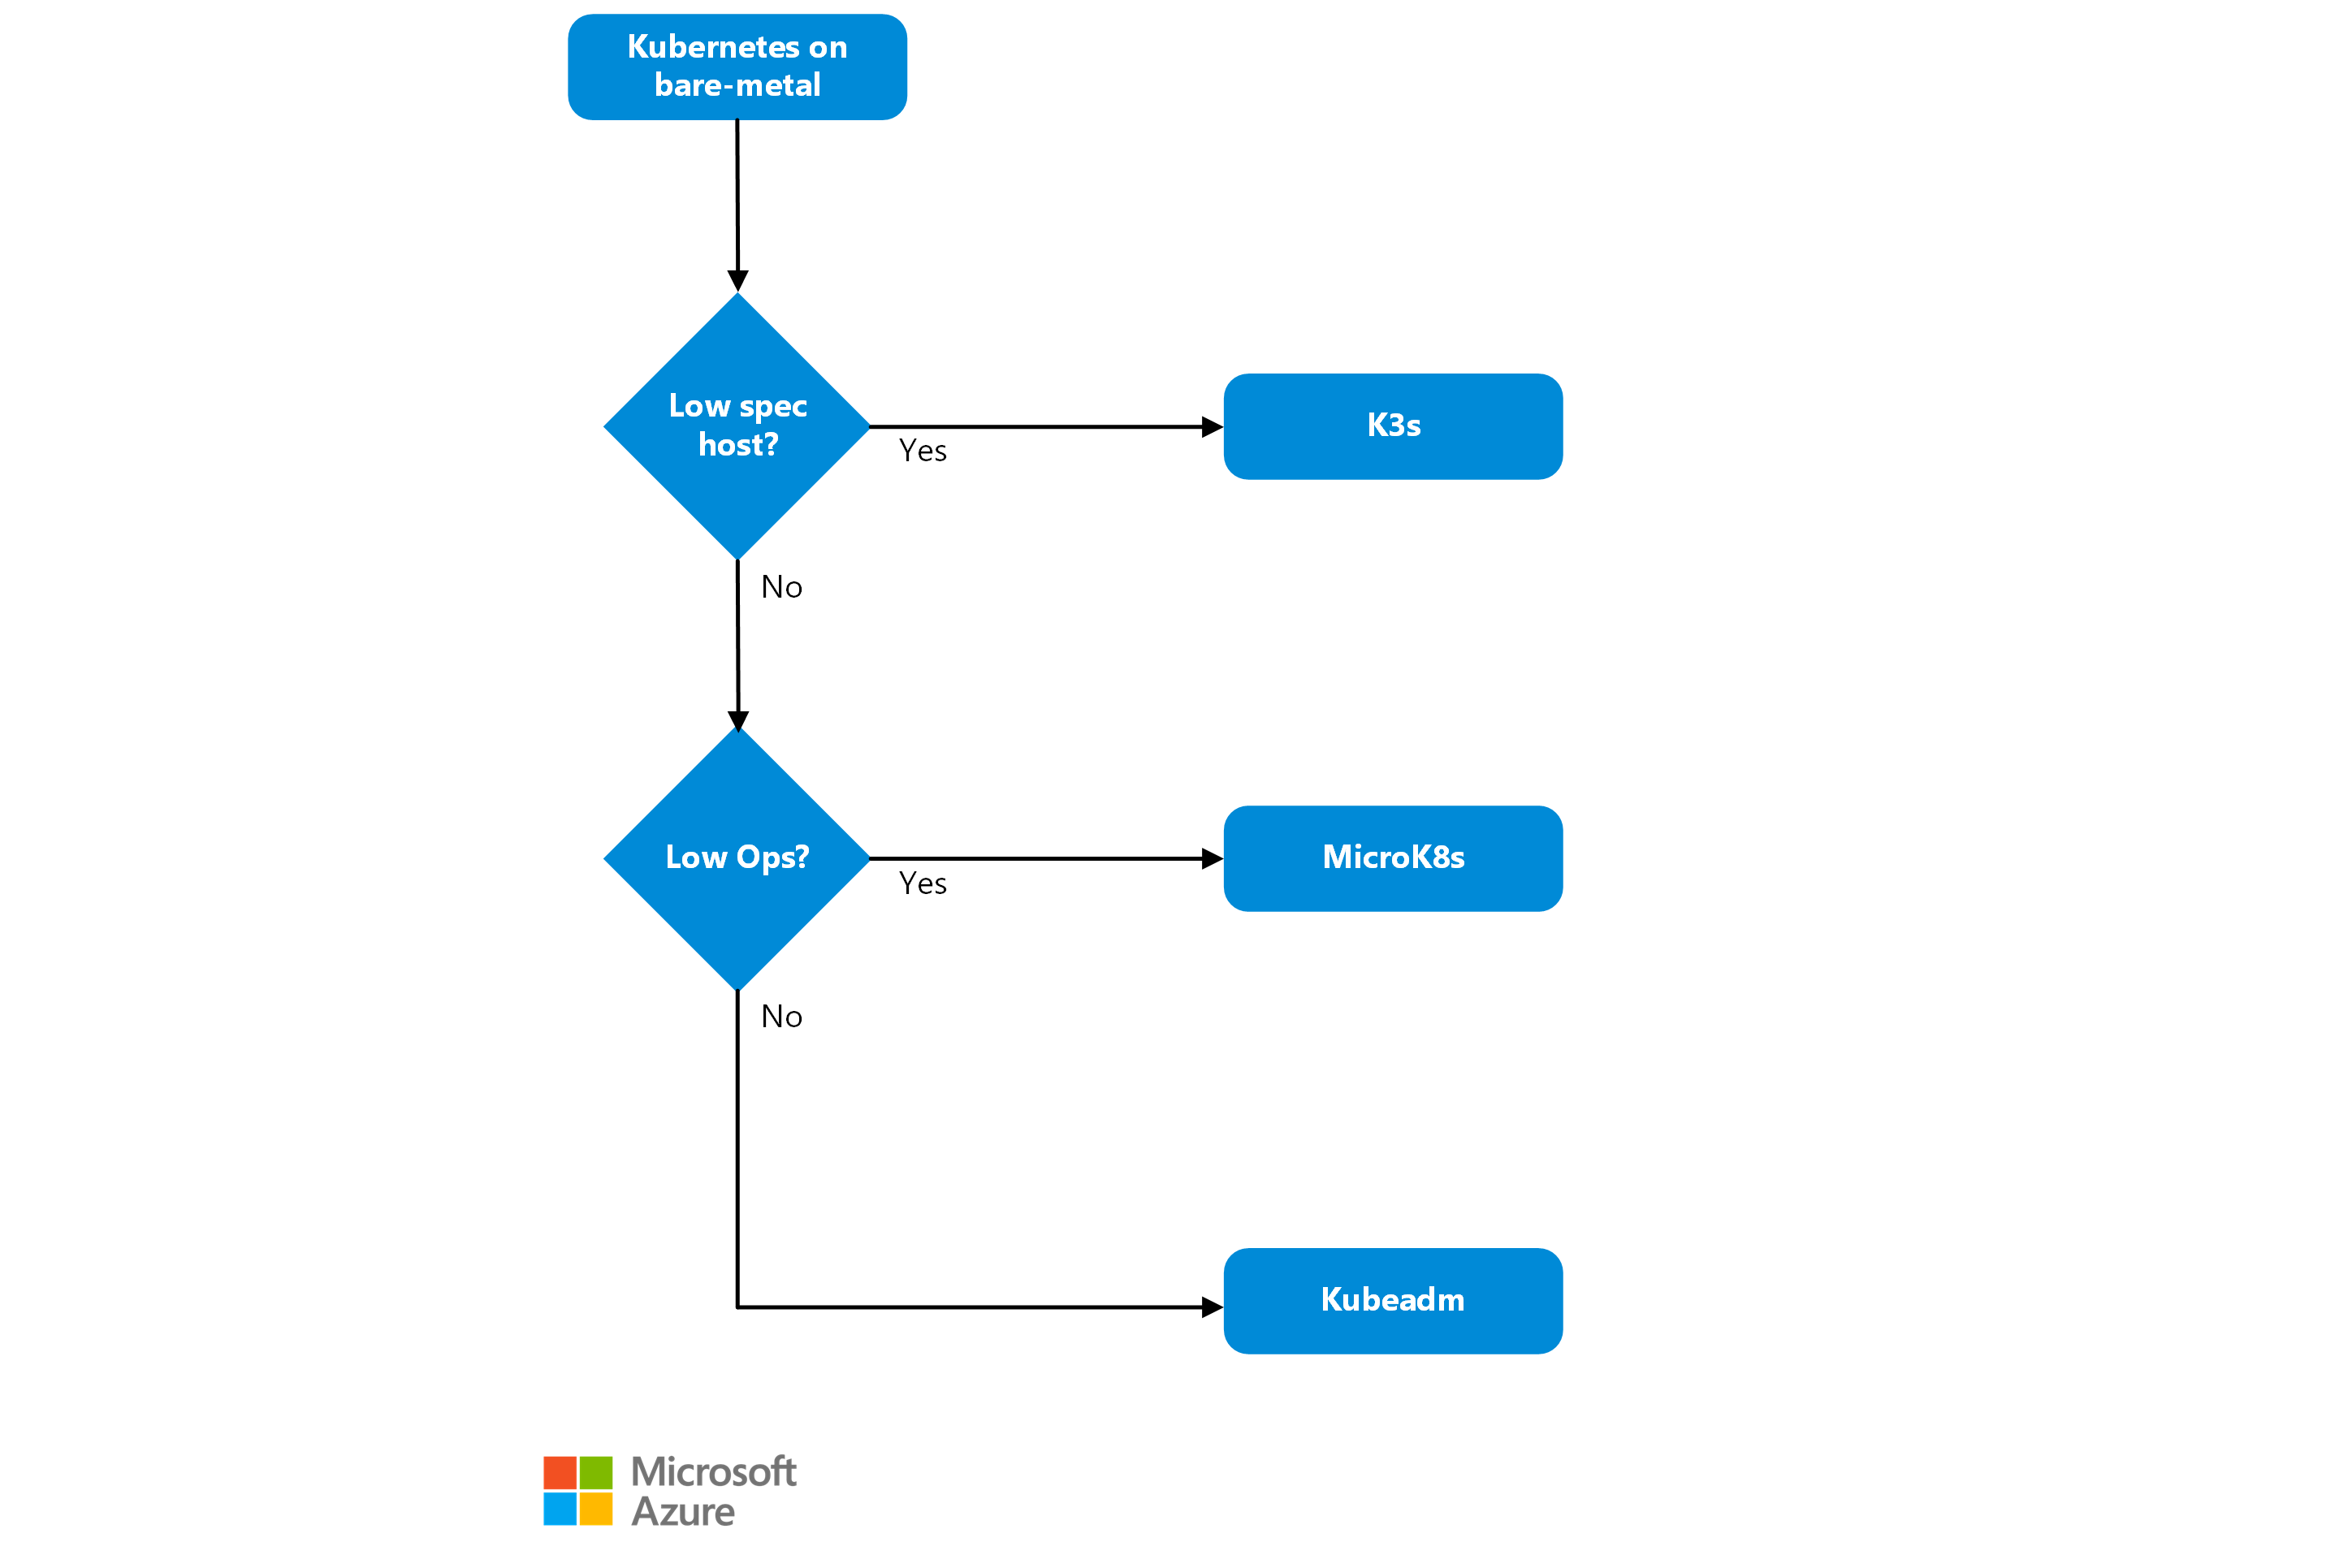 Kubernetes on
bare-metal
Low spec
host?
Yes
K3s
No
Low Ops?
Yes
MicroK8s
No
Kubeadm
Microsoft
Azure